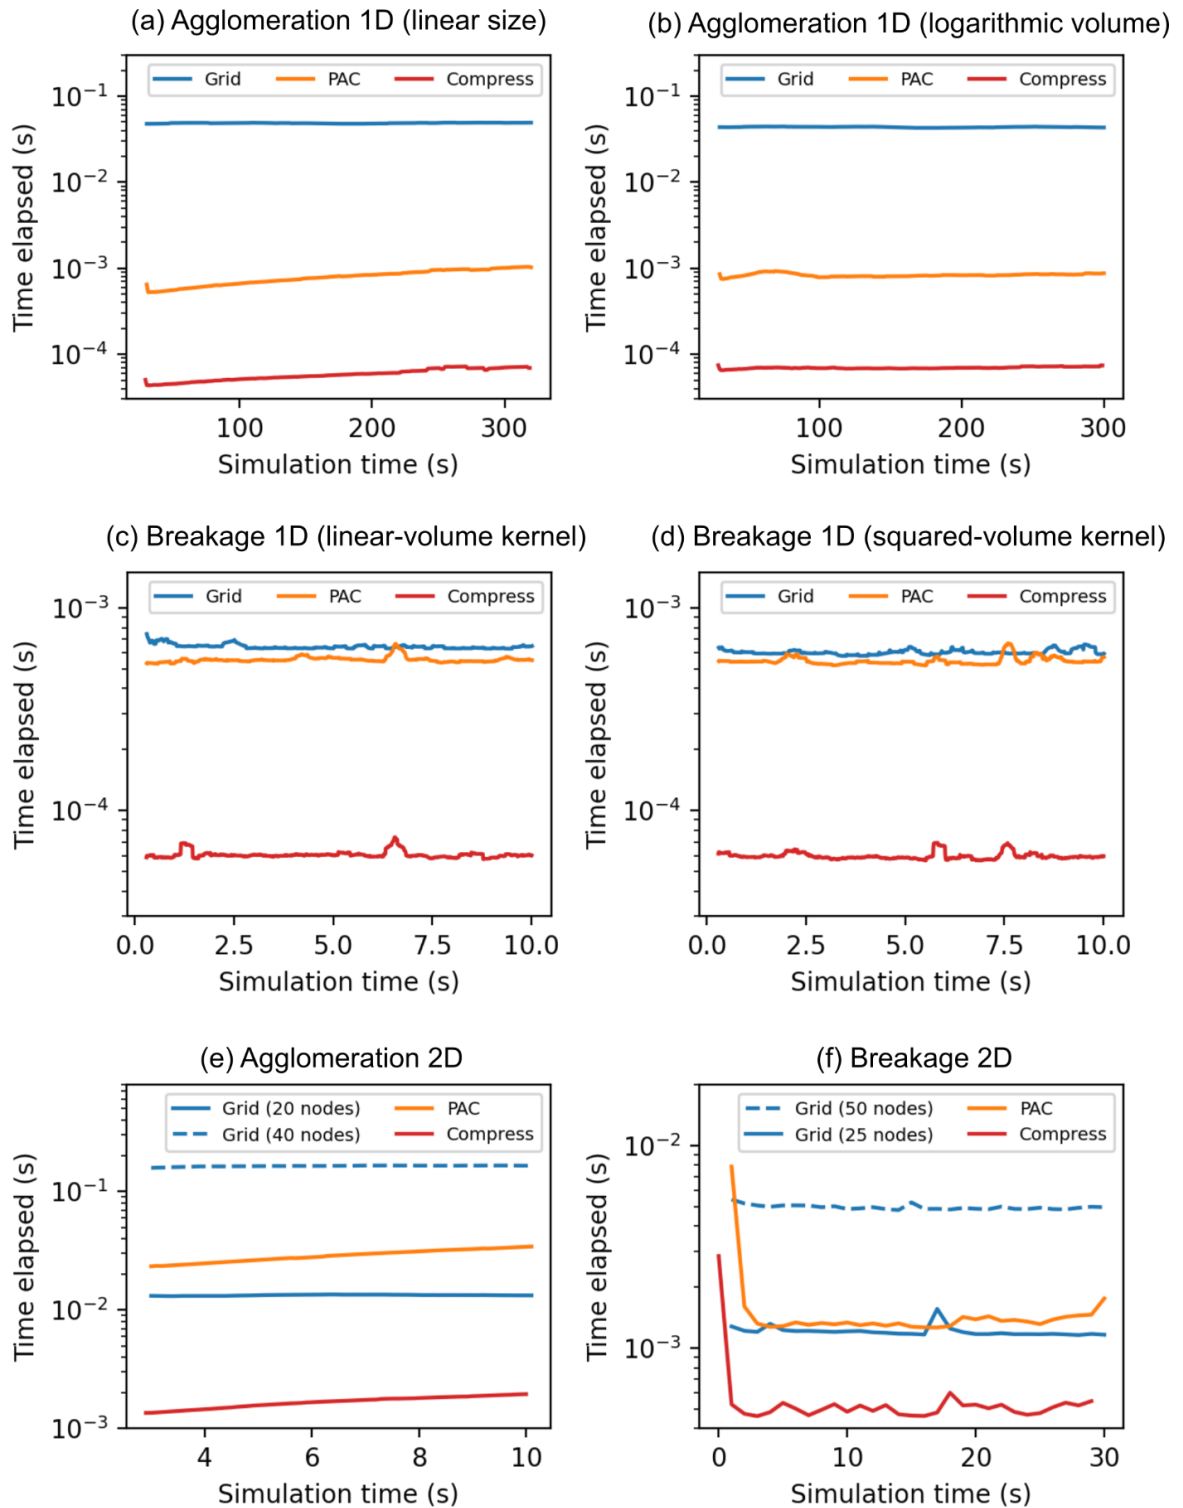 (a) Agglomeration 1D (linear size)
Grid PAC Compress
10⁻¹
10⁻²
10⁻³
10⁻⁴
Time elapsed (s)
100 200 300
Simulation time (s)
(b) Agglomeration 1D (logarithmic volume)
Grid PAC Compress
10⁻¹
10⁻²
10⁻³
10⁻⁴
Time elapsed (s)
100 200 300
Simulation time (s)
(c) Breakage 1D (linear-volume kernel)
Grid PAC Compress
10⁻³
10⁻⁴
Time elapsed (s)
0.0 2.5 5.0 7.5 10.0
Simulation time (s)
(d) Breakage 1D (squared-volume kernel)
Grid PAC Compress
10⁻³
10⁻⁴
Time elapsed (s)
0.0 2.5 5.0 7.5 10.0
Simulation time (s)
(e) Agglomeration 2D
Grid (20 nodes) PAC
Grid (40 nodes) Compress
10⁻¹
10⁻²
10⁻³
Time elapsed (s)
4 6 8 10
Simulation time (s)
(f) Breakage 2D
Grid (50 nodes) PAC
Grid (25 nodes) Compress
10⁻²
10⁻³
Time elapsed (s)
0 10 20 30
Simulation time (s)